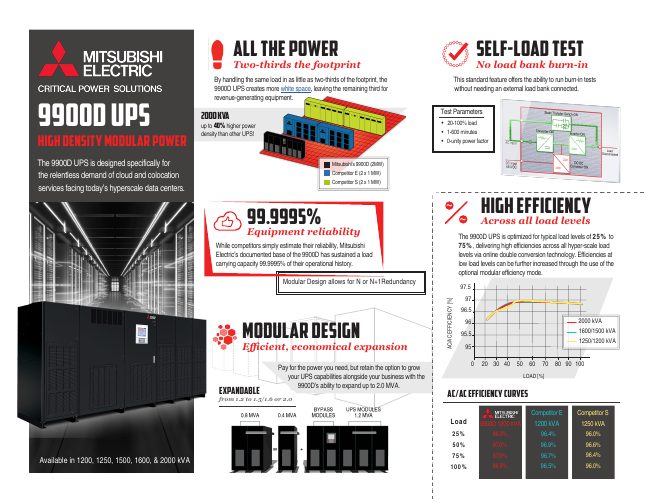 MITSUBISHI
ELECTRIC
CRITICAL POWER SOLUTIONS
9900D UPS
HIGH DENSITY MODULAR POWER
The 9900D UPS is designed specifically for
the relentless demand of cloud and colocation
services facing today's hyperscale data centers.
Available in 1200, 1250, 1500, 1600, & 2000 kVA
ALL THE POWER
Two-thirds the footprint
By handling the same load in as little as two-thirds of the footprint, the
9900D UPS creates more white space, leaving the remaining third for
revenue-generating equipment.
2000 KVA
up to 40% higher power
density than other UPS!
Mitsubishi's 9900D (2MW)
Competitor E (2 x 1 MW)
Competitor S (2 x 1 MW)
99.9995%
Equipment reliability
While competitors simply estimate their reliability, Mitsubishi
Electric's documented base of the 9900D has sustained a load
carrying capacity 99.9995% of their operational history.
Modular Design allows for N or N+1Redundancy
MODULAR DESIGN
Efficient, economical expansion
Pay for the power you need, but retain the option to grow
your UPS capabilities alongside your business with the
9900D's ability to expand up to 2.0 MVA.
EXPANDABLE
from 1.2 to 1.5/1.6 or 2.0
0.8 MVA
0.4 MVA
BYPASS
MODULES
UPS MODULES
1.2 MVA
SELF-LOAD TEST
No load bank burn-in
This standard feature offers the ability to run burn-in tests
without needing an external load bank connected.
Test Parameters
• 20-100% load
• 1-600 minutes
• 0-unity power factor
HIGH EFFICIENCY
Across all load levels
The 9900D UPS is optimized for typical load levels of 25% to
75%, delivering high efficiencies across all hyper-scale load
levels via online double conversion technology. Efficiencies at
low load levels can be further increased through the use of the
optional modular efficiency mode.
AC/AC EFFICIENCY [%]
97.5
97
96.5
96
95.5
95
0 20 30 40 50 60 70 80 90 100
LOAD [%]
2000 kVA
1600/1500 kVA
1250/1200 kVA
AC/AC EFFICIENCY CURVES
Load
MITSUBISHI
ELECTRIC
Competitor E
1200 kVA
Competitor S
1250 kVA
25% 96.4% 96.0%
50% 96.9% 96.6%
75% 96.7% 96.4%
100% 96.5% 96.0%